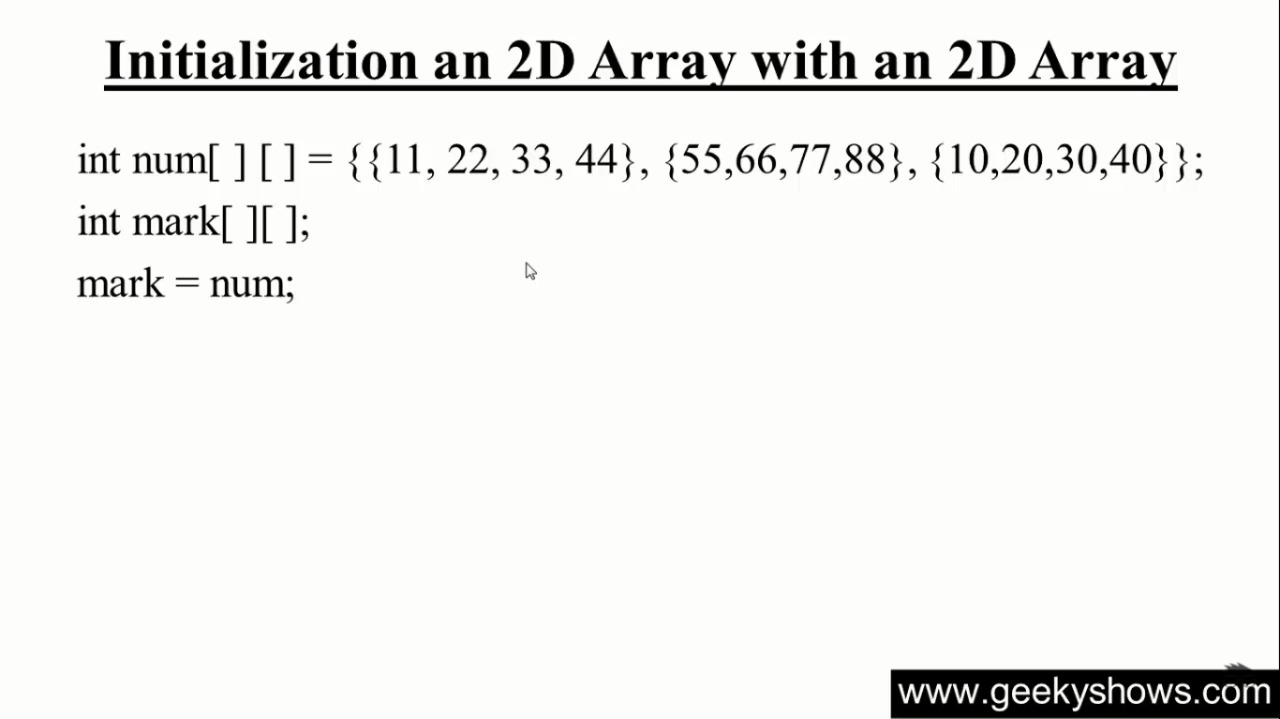 Initialization an 2D Array with an 2D Array
int num[ ] [ ] = {{11, 22, 33, 44}, {55,66,77,88}, {10,20,30,40}};
int mark[ ][ ];
mark = num;
www.geekyshows.com